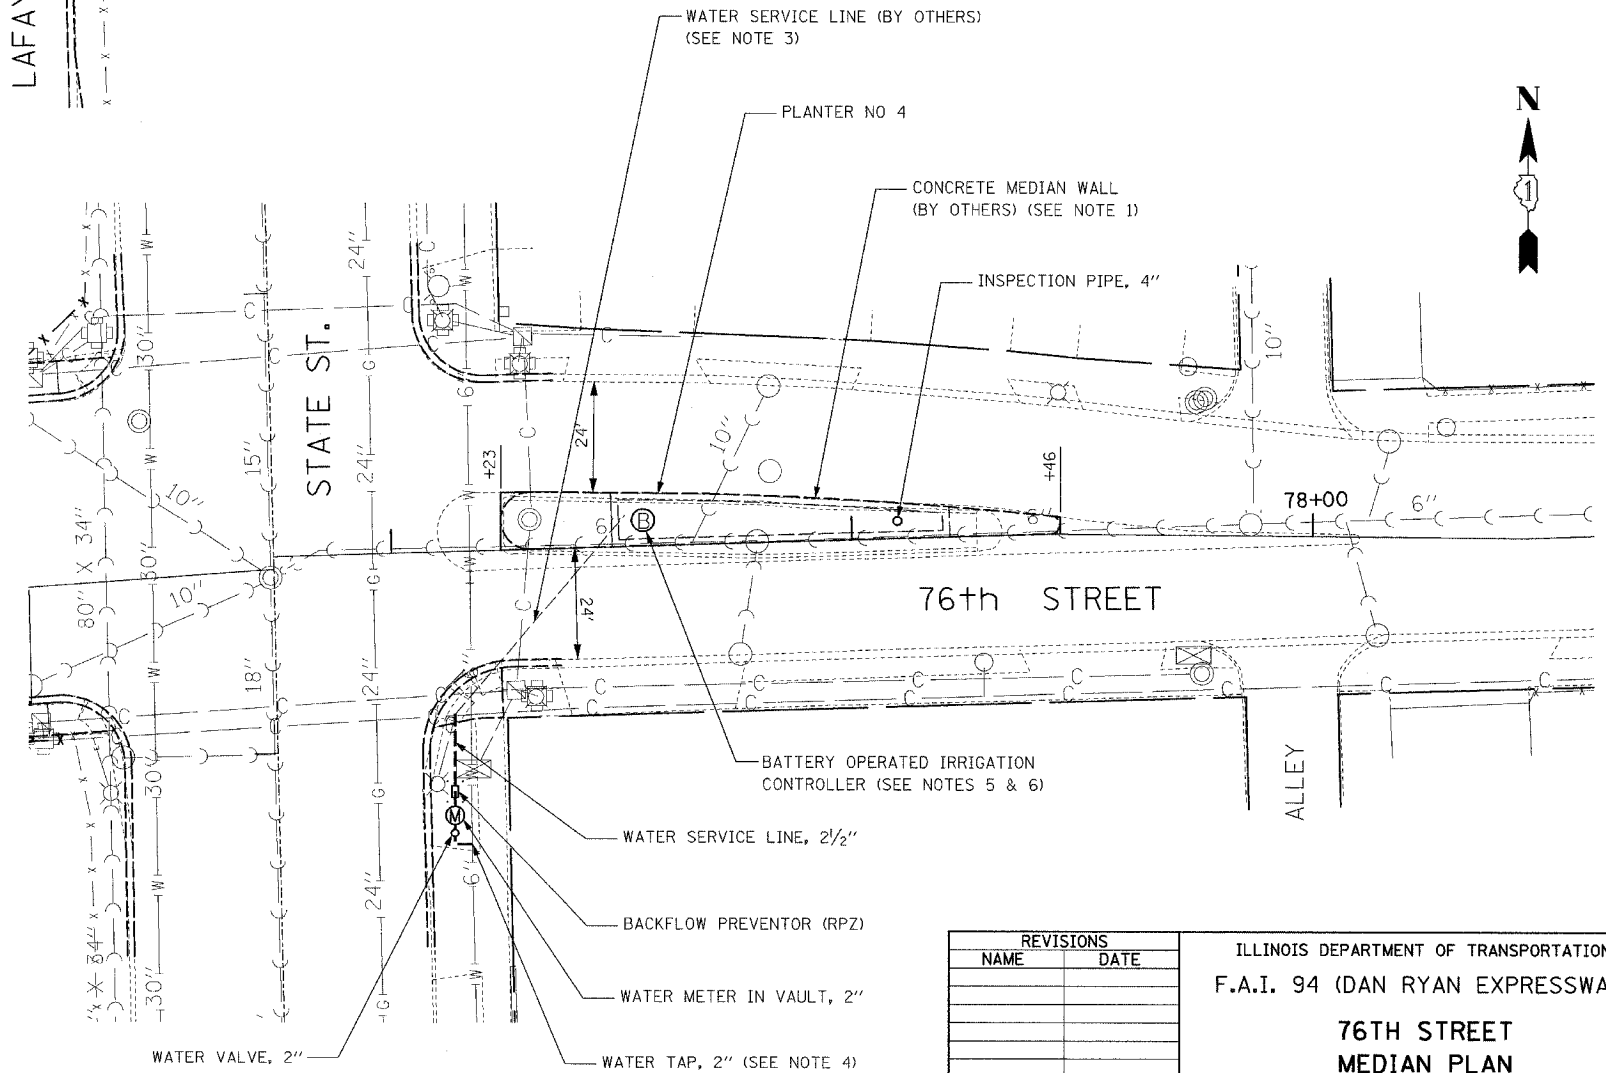 LAFAY
WATER SERVICE LINE (BY OTHERS)
(SEE NOTE 3)
PLANTER NO 4
CONCRETE MEDIAN WALL
(BY OTHERS) (SEE NOTE 1)
INSPECTION PIPE, 4"
N
1
STATE ST.
30"
24"
15"
24"
6"
10"
10"
24'
+23
+46
78+00
6"
6"
6"
B
10"
10"
80" X 34"
30"
18"
24"
24'
76th STREET
ALLEY
BATTERY OPERATED IRRIGATION
CONTROLLER (SEE NOTES 5 & 6)
WATER SERVICE LINE, 2½"
M
30"
24"
6"
34"
30"
BACKFLOW PREVENTOR (RPZ)
WATER METER IN VAULT, 2"
WATER VALVE, 2"
WATER TAP, 2" (SEE NOTE 4)
REVISIONS
NAME DATE
ILLINOIS DEPARTMENT OF TRANSPORTATION
F.A.I. 94 (DAN RYAN EXPRESSWA
76TH STREET
MEDIAN PLAN